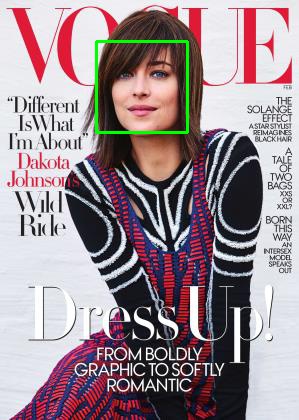 VOGUE
FEB
"Different
Is What
I'm About"
Dakota
Johnson's
Wild
Ride
THE
SOLANGE
EFFECT
A STAR STYLIST
REIMAGINES
BLACK HAIR
A
TALE
OF
TWO
BAGS
XXS
OR
XXL?
BORN
THIS
WAY
AN
INTERSEX
MODEL
SPEAKS
OUT
Dress Up!
FROM BOLDLY
GRAPHIC TO SOFTLY
ROMANTIC